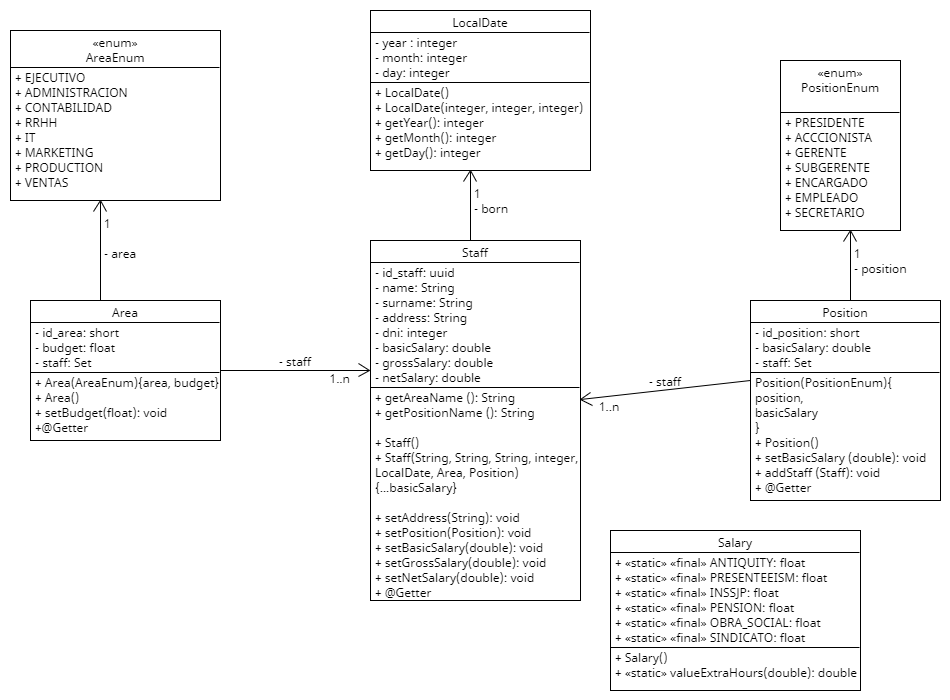 «enum»
AreaEnum
+ EJECUTIVO
+ ADMINISTRACION
+ CONTABILIDAD
+ RRHH
+ IT
+ MARKETING
+ PRODUCTION
+ VENTAS
1
- area
Area
- id_area: short
- budget: float
- staff: Set
+ Area(AreaEnum){area, budget}
+ Area()
+ setBudget(float): void
+@Getter
- staff
1..n
LocalDate
- year : integer
- month: integer
- day: integer
+ LocalDate()
+ LocalDate(integer, integer, integer)
+ getYear(): integer
+ getMonth(): integer
+ getDay(): integer
1
- born
Staff
- id_staff: uuid
- name: String
- surname: String
- address: String
- dni: integer
- basicSalary: double
- grossSalary: double
- netSalary: double
+ getAreaName (): String
+ getPositionName (): String
+ Staff()
+ Staff(String, String, String, integer,
LocalDate, Area, Position)
{...basicSalary}
+ setAddress(String): void
+ setPosition(Position): void
+ setBasicSalary(double): void
+ setGrossSalary(double): void
+ setNetSalary(double): void
+ @Getter
- staff
1..n
«enum»
PositionEnum
+ PRESIDENTE
+ ACCCIONISTA
+ GERENTE
+ SUBGERENTE
+ ENCARGADO
+ EMPLEADO
+ SECRETARIO
1
- position
Position
- id_position: short
- basicSalary: double
- staff: Set
Position(PositionEnum){
position,
basicSalary
}
+ Position()
+ setBasicSalary (double): void
+ addStaff (Staff): void
+ @Getter
Salary
+ «static» «final» ANTIQUITY: float
+ «static» «final» PRESENTEEISM: float
+ «static» «final» INSSJP: float
+ «static» «final» PENSION: float
+ «static» «final» OBRA_SOCIAL: float
+ «static» «final» SINDICATO: float
+ Salary()
+ «static» valueExtraHours(double): double